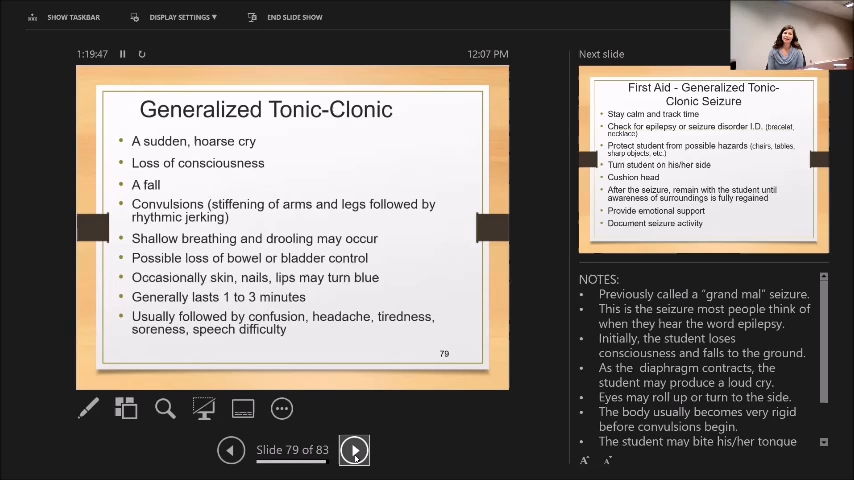 SHOW TASKBAR
DISPLAY SETTINGS ▼
END SLIDE SHOW
1:19:47
12:07 PM
Generalized Tonic-Clonic
• A sudden, hoarse cry
• Loss of consciousness
• A fall
• Convulsions (stiffening of arms and legs followed by
rhythmic jerking)
• Shallow breathing and drooling may occur
• Possible loss of bowel or bladder control
• Occasionally skin, nails, lips may turn blue
• Generally lasts 1 to 3 minutes
• Usually followed by confusion, headache, tiredness,
soreness, speech difficulty
79
Slide 79 of 83
Next slide
First Aid - Generalized Tonic-
Clonic Seizure
• Stay calm and track time
• Check for epilepsy or seizure disorder I.D. (bracelet,
necklace)
• Protect student from possible hazards (chairs, tables,
sharp objects, etc.)
• Turn student on his/her side
• Cushion head
• After the seizure, remain with the student until
awareness of surroundings is fully regained
• Provide emotional support
• Document seizure activity
NOTES:
• Previously called a “grand mal” seizure.
• This is the seizure most people think of
when they hear the word epilepsy.
• Initially, the student loses
consciousness and falls to the ground.
• As the diaphragm contracts, the
student may produce a loud cry.
• Eyes may roll up or turn to the side.
• The body usually becomes very rigid
before convulsions begin.
• The student may bite his/her tongue
A A